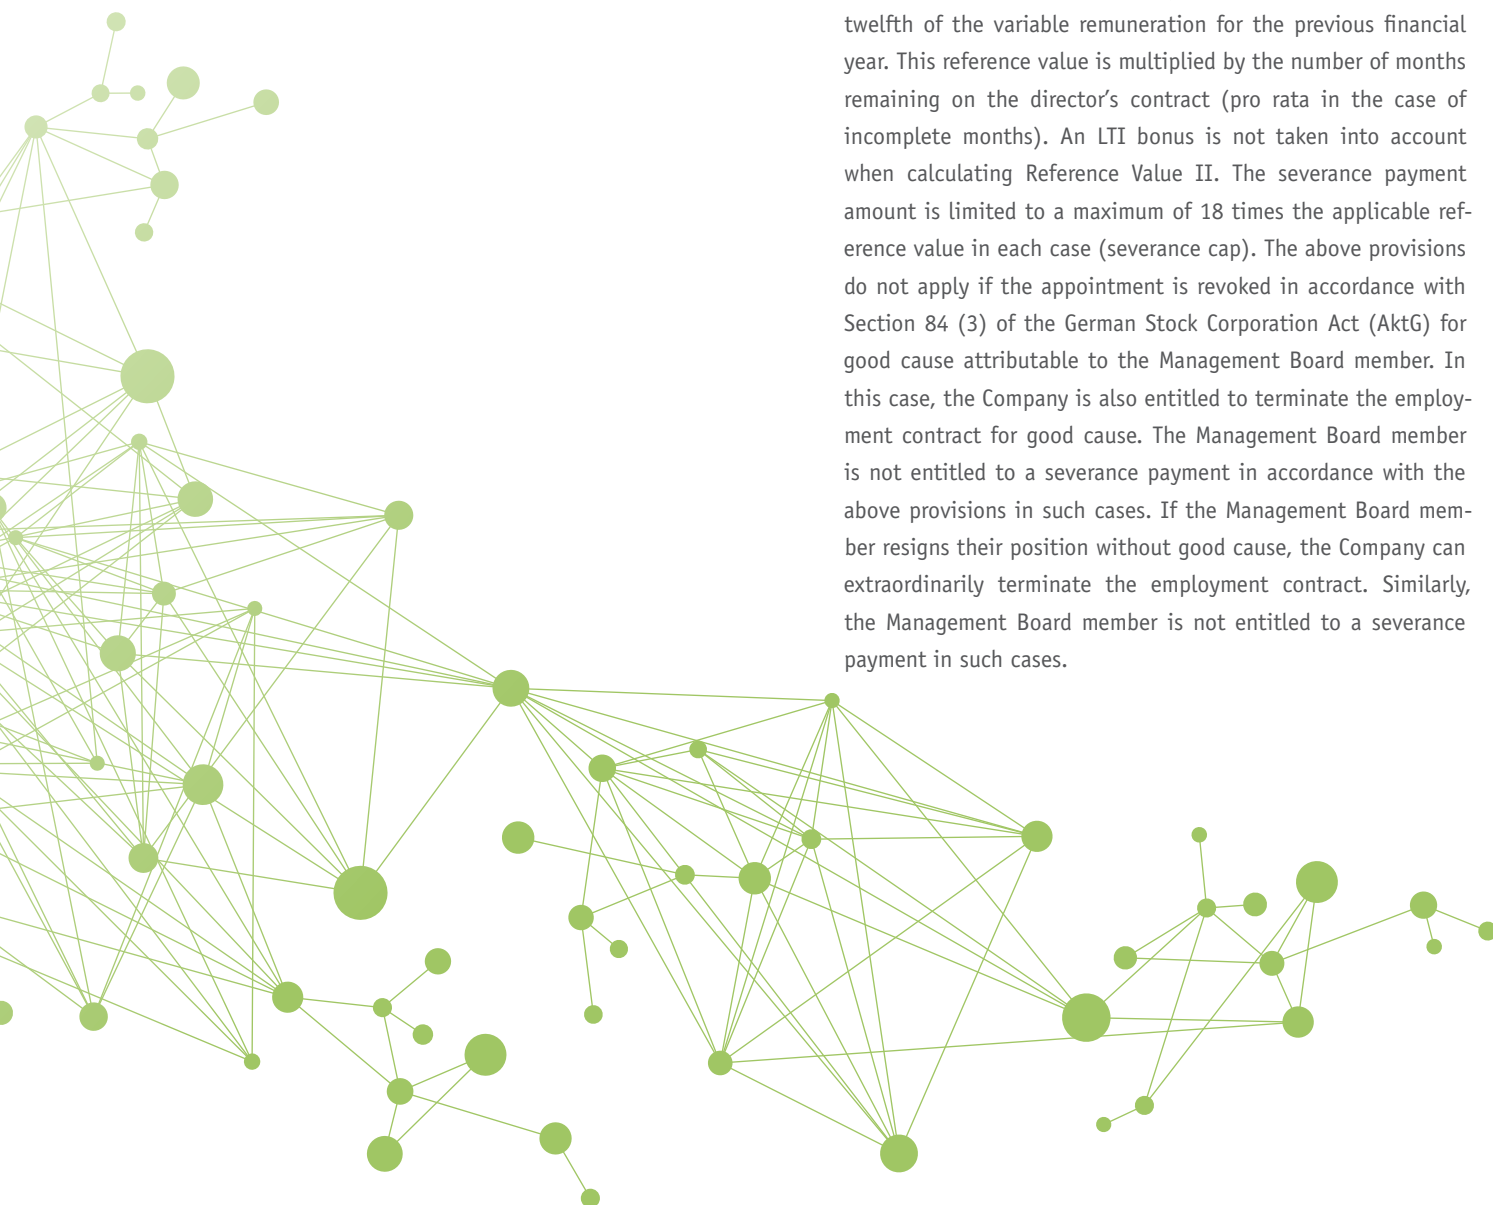 twelfth of the variable remuneration for the previous financial
year. This reference value is multiplied by the number of months
remaining on the director’s contract (pro rata in the case of
incomplete months). An LTI bonus is not taken into account
when calculating Reference Value II. The severance payment
amount is limited to a maximum of 18 times the applicable ref-
erence value in each case (severance cap). The above provisions
do not apply if the appointment is revoked in accordance with
Section 84 (3) of the German Stock Corporation Act (AktG) for
good cause attributable to the Management Board member. In
this case, the Company is also entitled to terminate the employ-
ment contract for good cause. The Management Board member
is not entitled to a severance payment in accordance with the
above provisions in such cases. If the Management Board mem-
ber resigns their position without good cause, the Company can
extraordinarily terminate the employment contract. Similarly,
the Management Board member is not entitled to a severance
payment in such cases.